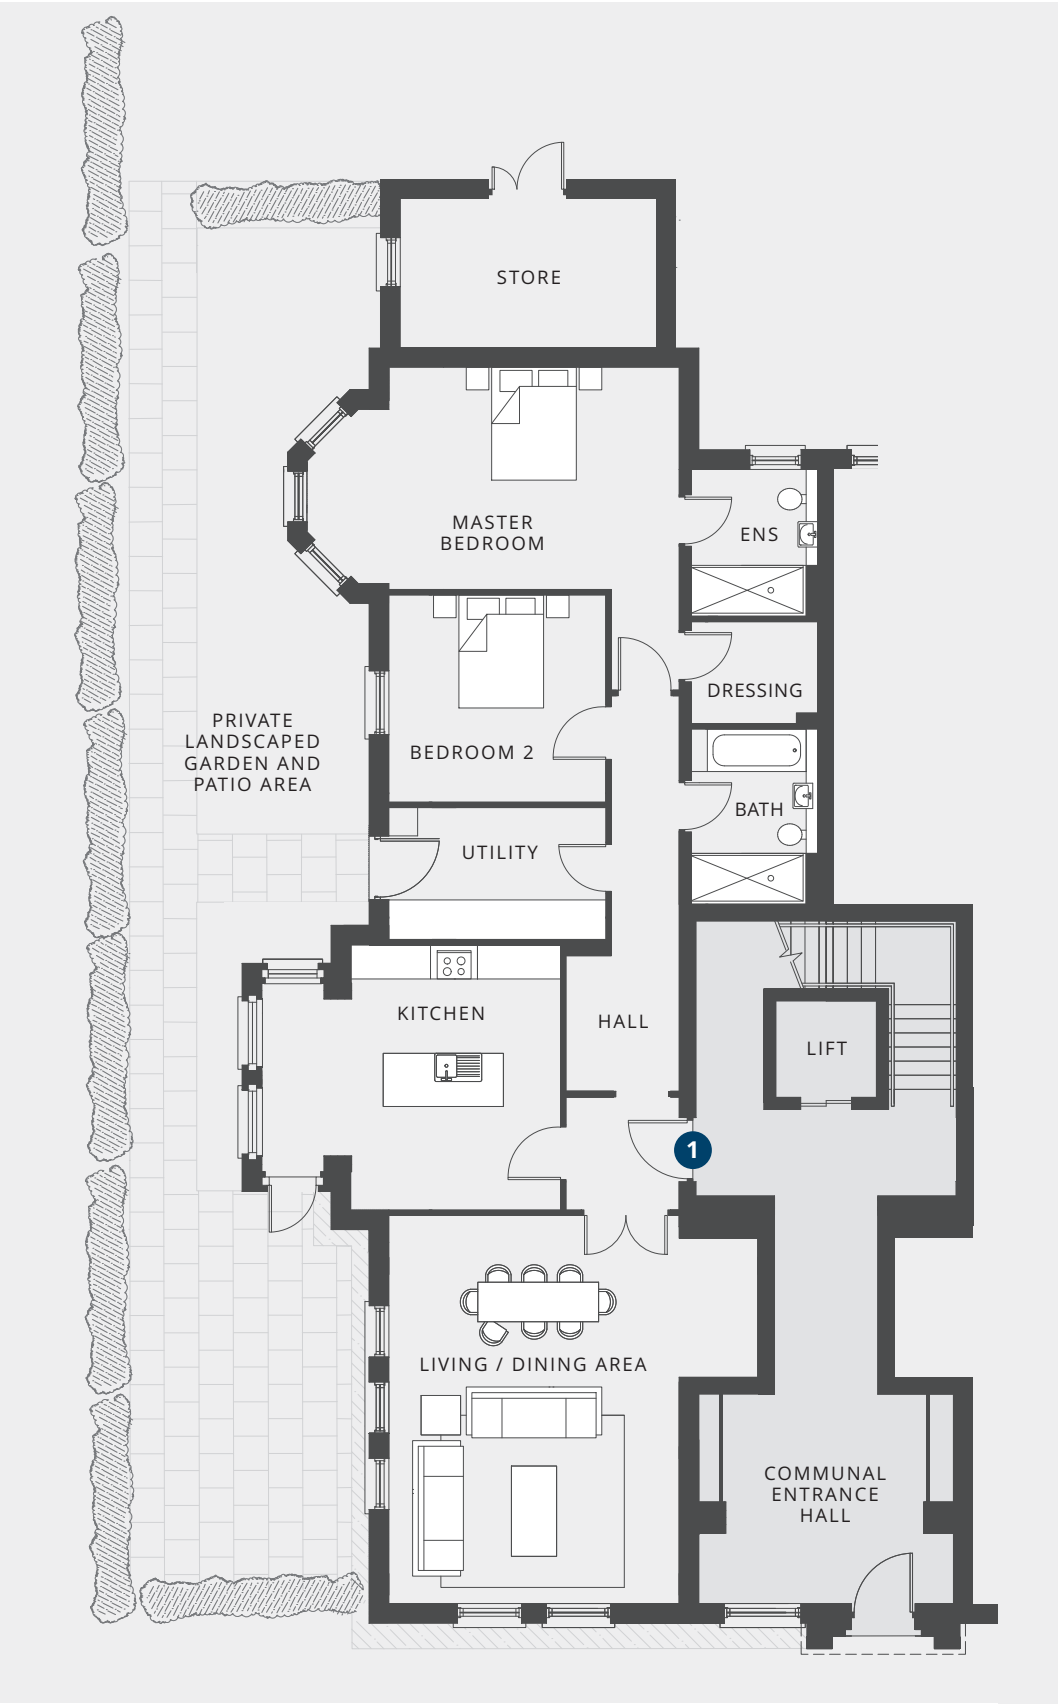 STORE
MASTER
BEDROOM
ENS
DRESSING
PRIVATE
LANDSCAPED
GARDEN AND
PATIO AREA
BEDROOM 2
BATH
UTILITY
KITCHEN
HALL
LIFT
1
LIVING / DINING AREA
COMMUNAL
ENTRANCE
HALL